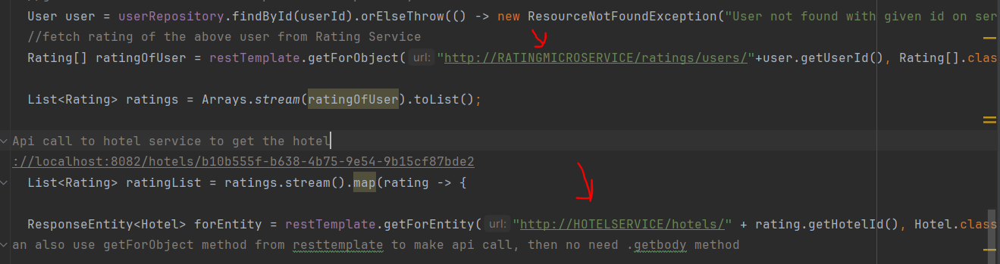 User user = userRepository.findById(userId).orElseThrow(() -> new ResourceNotFoundException("User not found with given id on ser
//fetch rating of the above user from Rating Service
Rating[] ratingOfUser = restTemplate.getForObject( url: "http://RATINGMICROSERVICE/ratings/users/"+user.getUserId(), Rating[].clas
List<Rating> ratings = Arrays.stream(ratingOfUser).toList();
Api call to hotel service to get the hotel
://localhost:8082/hotels/b10b555f-b638-4b75-9e54-9b15cf87bde2
List<Rating> ratingList = ratings.stream().map(rating -> {
ResponseEntity<Hotel> forEntity = restTemplate.getForEntity( url: "http://HOTELSERVICE/hotels/" + rating.getHotelId(), Hotel.class
an also use getForObject method from resttemplate to make api call, then no need .getbody method